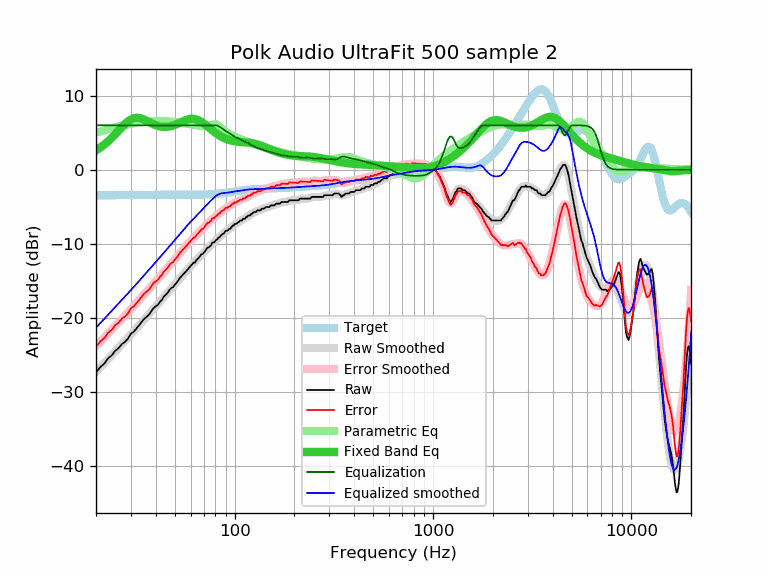 Polk Audio UltraFit 500 sample 2
10
0
−10
−20
−30
−40
Amplitude (dBr)
Target
Raw Smoothed
Error Smoothed
Raw
Error
Parametric Eq
Fixed Band Eq
Equalization
Equalized smoothed
100
1000
10000
Frequency (Hz)